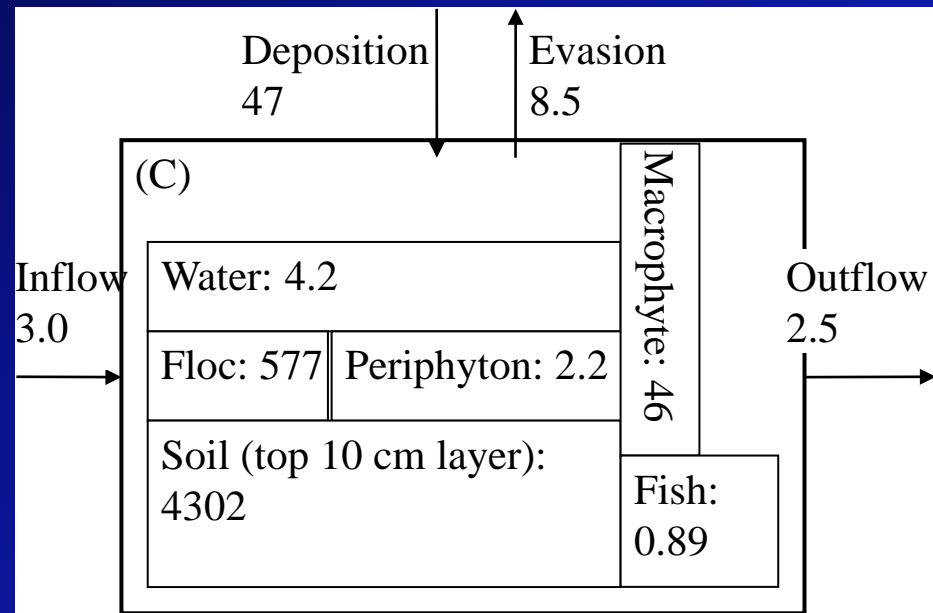 Deposition
47
Evasion
8.5
(C)
Macrophyte:: 46
Inflow
3.0
Water: 4.2
Outflow
2.5
Floc: 577
Periphyton: 2.2
Soil (top 10 cm layer):
4302
Fish:
0.89